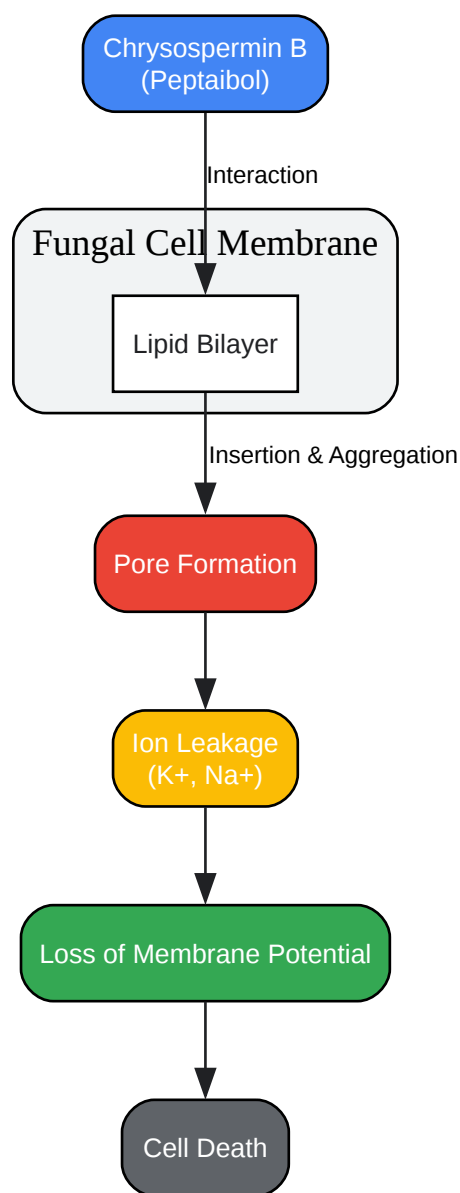 Chrysospermin B
(Peptaibol)
Interaction
Fungal Cell Membrane
Lipid Bilayer
Insertion & Aggregation
Pore Formation
Ion Leakage
(K+, Na+)
Loss of Membrane Potential
Cell Death